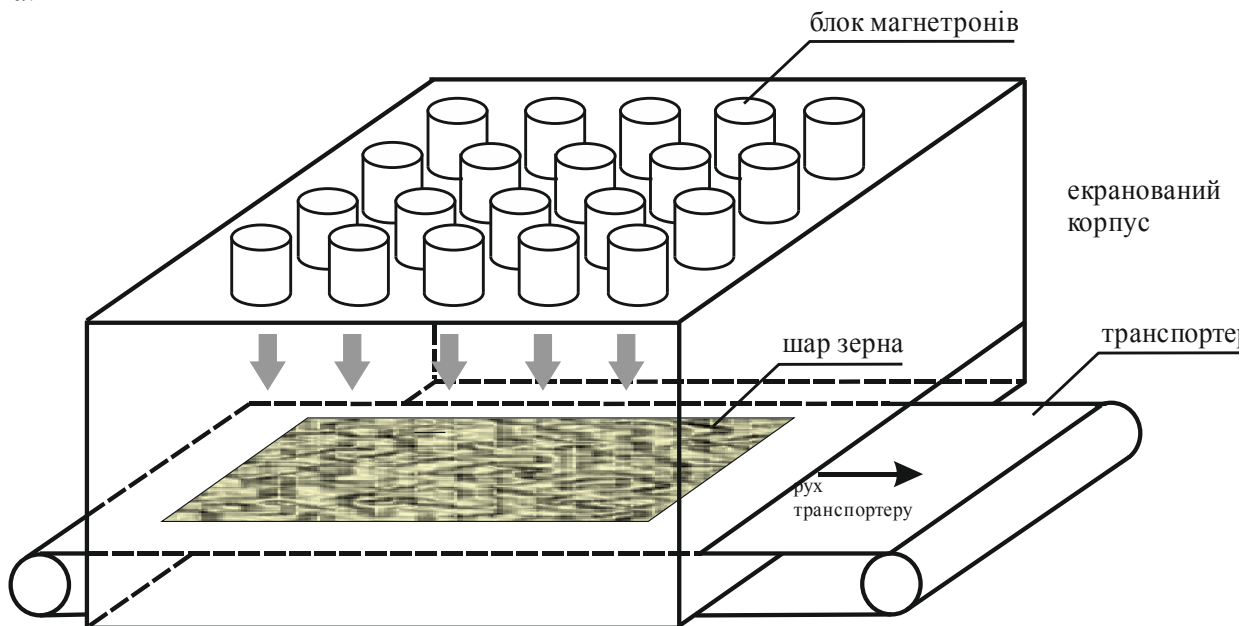 блок магнетронів
екранований
корпус
транспортер
шар зерна
рух
транспортеру